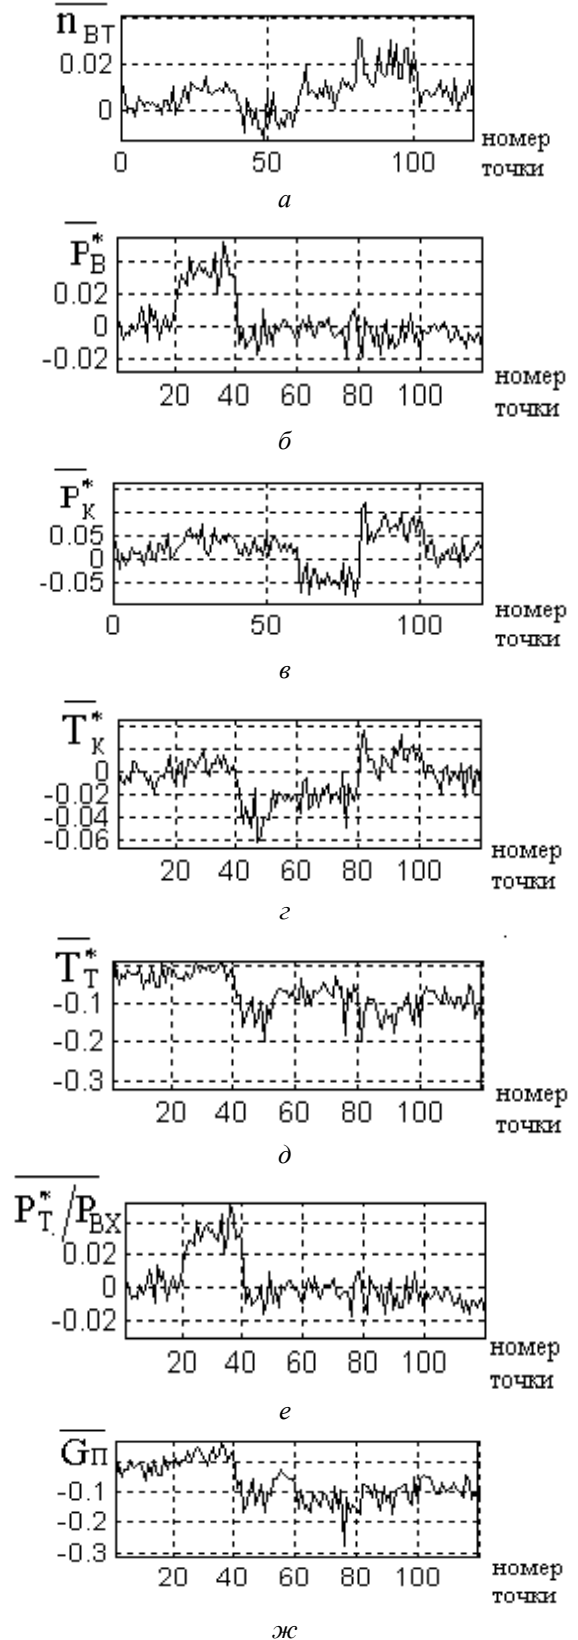 n̅ВТ
0.02
0
0 50 100
номер
точки
а
P̅*В
0.02
0
-0.02
20 40 60 80 100
номер
точки
б
P̅*К
0.05
0
-0.05
0 50 100
номер
точки
в
T̅*К
0
-0.02
-0.04
-0.06
20 40 60 80 100
номер
точки
г
T̅*Т
-0.1
-0.2
-0.3
20 40 60 80 100
номер
точки
д
P*Т/PВХ
0.02
0
-0.02
20 40 60 80 100
номер
точки
е
G̅П
-0.1
-0.2
-0.3
20 40 60 80 100
номер
точки
ж